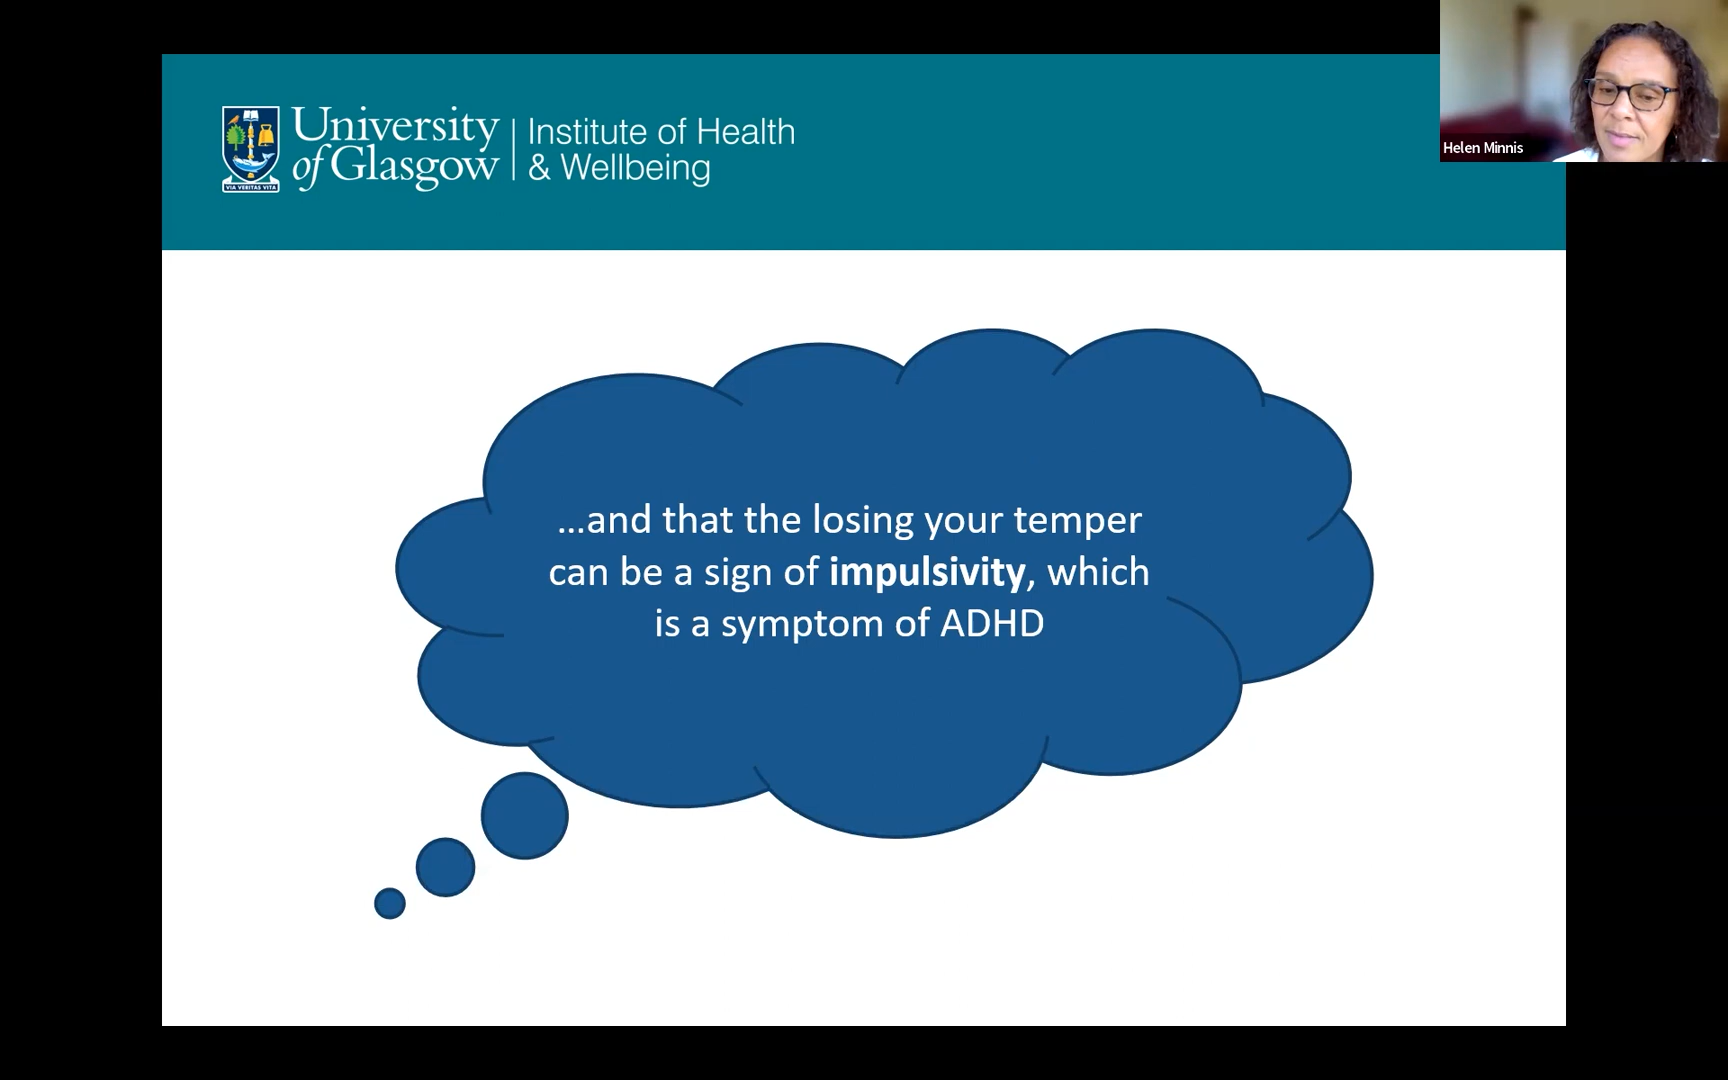 University
of Glasgow
Institute of Health
& Wellbeing
VIA VERITAS VITA
Helen Minnis
...and that the losing your temper
can be a sign of impulsivity, which
is a symptom of ADHD